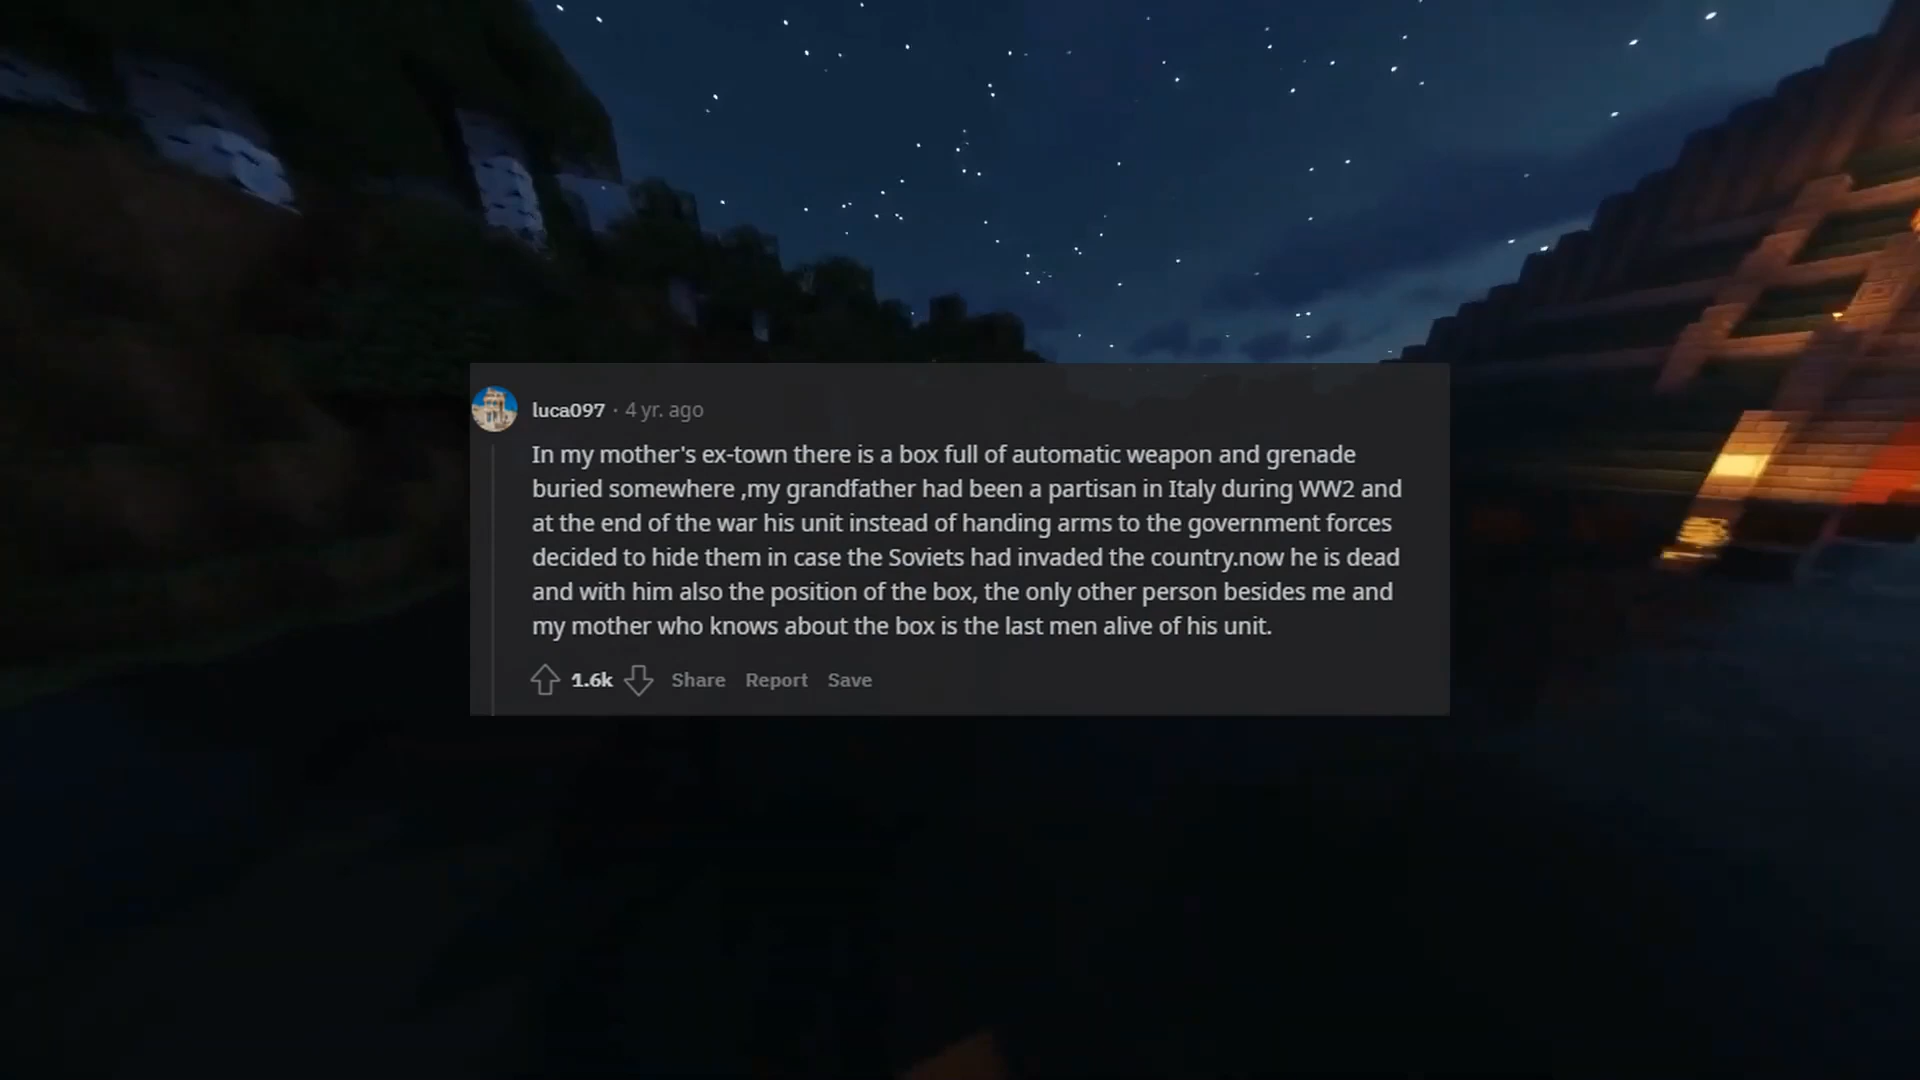 luca097 · 4 yr. ago
In my mother's ex-town there is a box full of automatic weapon and grenade
buried somewhere ,my grandfather had been a partisan in Italy during WW2 and
at the end of the war his unit instead of handing arms to the government forces
decided to hide them in case the Soviets had invaded the country.now he is dead
and with him also the position of the box, the only other person besides me and
my mother who knows about the box is the last men alive of his unit.
1.6k Share Report Save